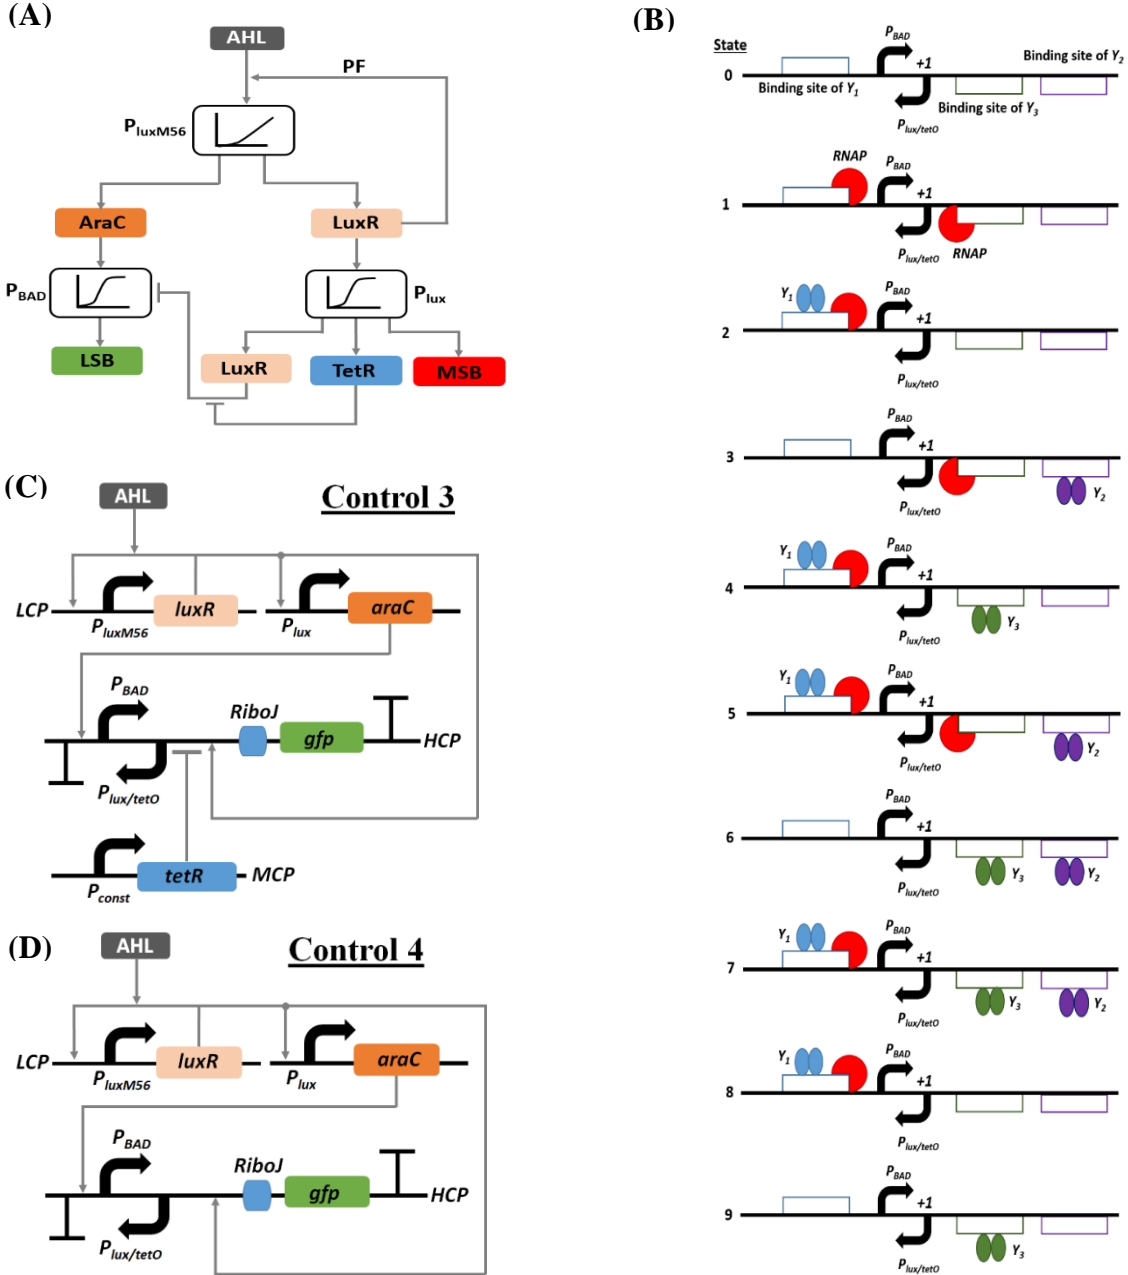 (A)
AHL
PF
PluxM56
AraC
LuxR
PBAD
Plux
LSB
LuxR
TetR
MSB
(B)
State
0
PBAD
+1
Binding site of Y2
Binding site of Y1
Binding site of Y3
Plux/tetO
1
RNAP
PBAD
+1
Plux/tetO
RNAP
2
Y1
PBAD
+1
Plux/tetO
3
PBAD
+1
Plux/tetO
Y2
4
Y1
PBAD
+1
Plux/tetO
Y3
5
Y1
PBAD
+1
Plux/tetO
Y2
6
PBAD
+1
Plux/tetO
Y3
Y2
7
Y1
PBAD
+1
Plux/tetO
Y3
Y2
8
Y1
PBAD
+1
Plux/tetO
9
PBAD
+1
Plux/tetO
Y3
(C)
AHL
Control 3
LCP
luxR
PluxM56
araC
Plux
PBAD
RiboJ
gfp
HCP
Plux/tetO
tetR
MCP
Pconst
(D)
AHL
Control 4
LCP
luxR
PluxM56
araC
Plux
PBAD
RiboJ
gfp
HCP
Plux/tetO